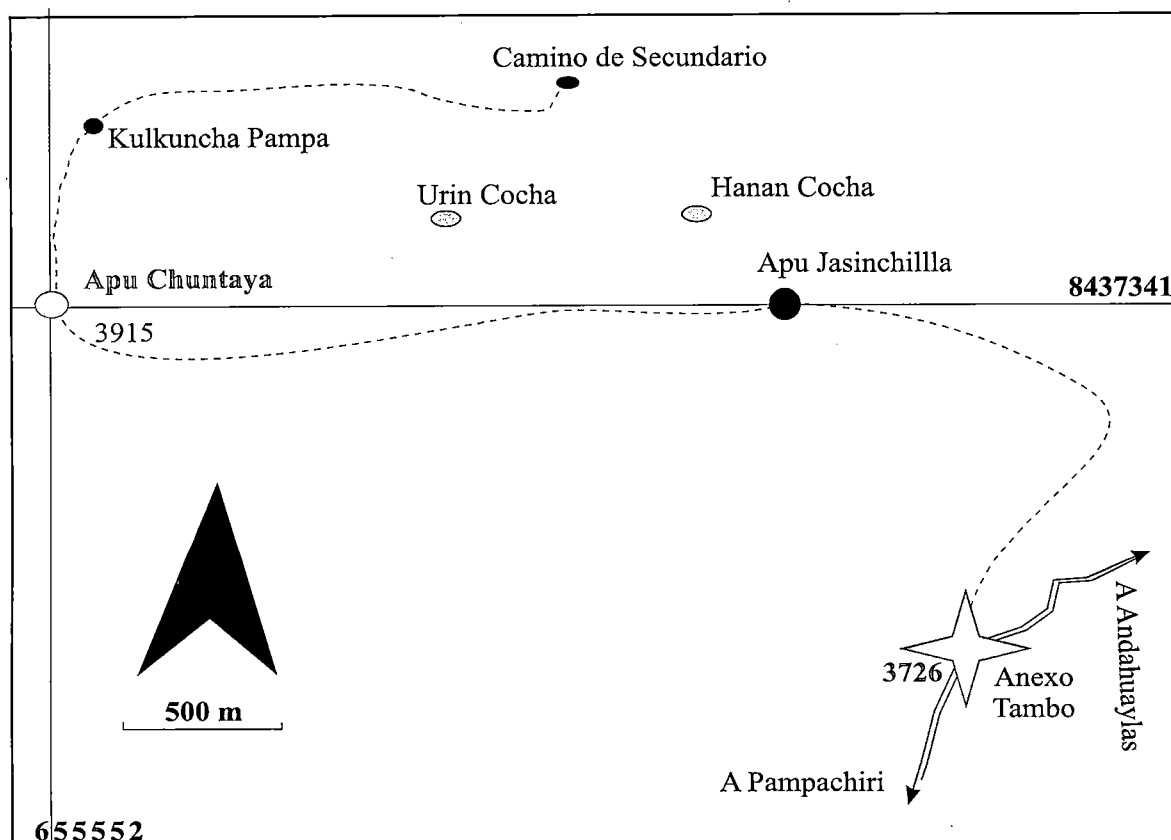 Camino de Secundario
Kulkuncha Pampa
Urin Cocha
Hanan Cocha
Apu Chuntaya
Apu Jasinchillla
8437341
3915
A Andahuaylas
3726
Anexo
Tambo
500 m
A Pampachiri
655552